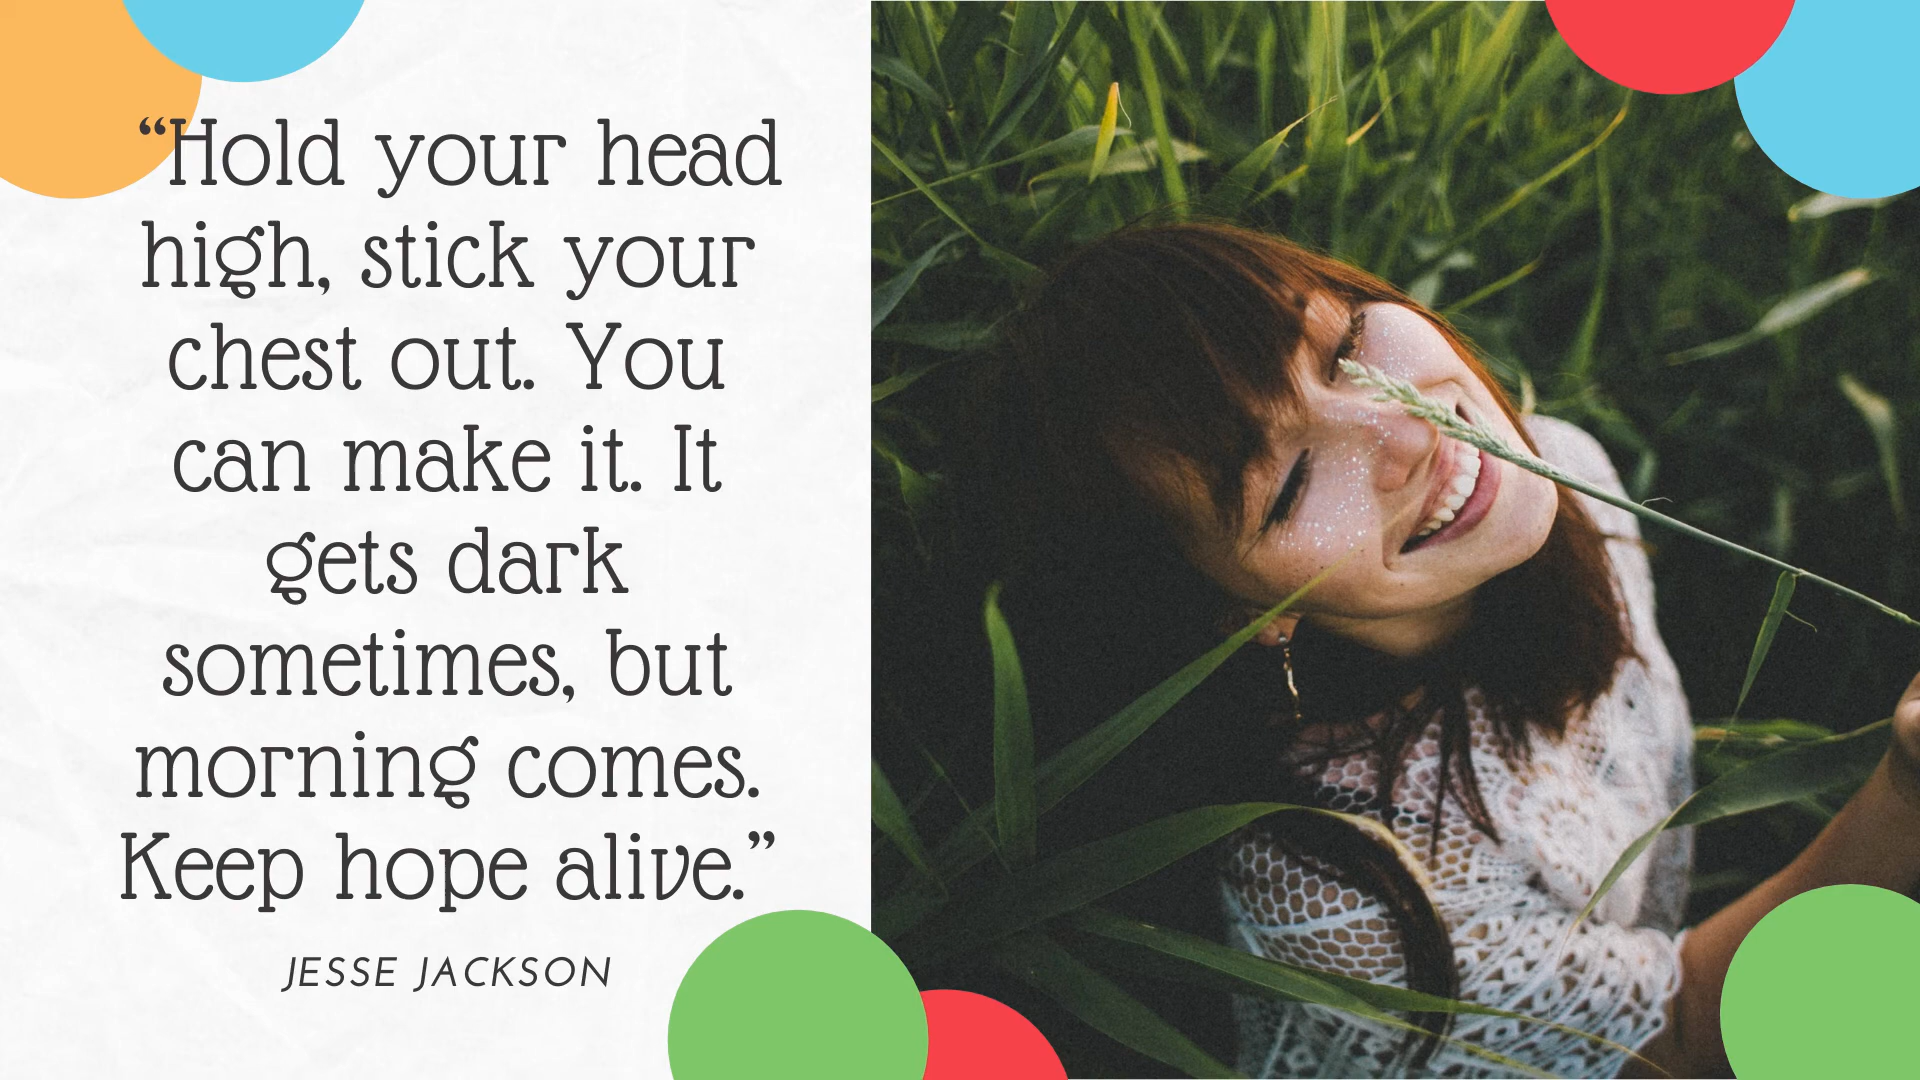 “Hold your head
high, stick your
chest out. You
can make it. It
gets dark
sometimes, but
morning comes.
Keep hope alive.”
JESSE JACKSON